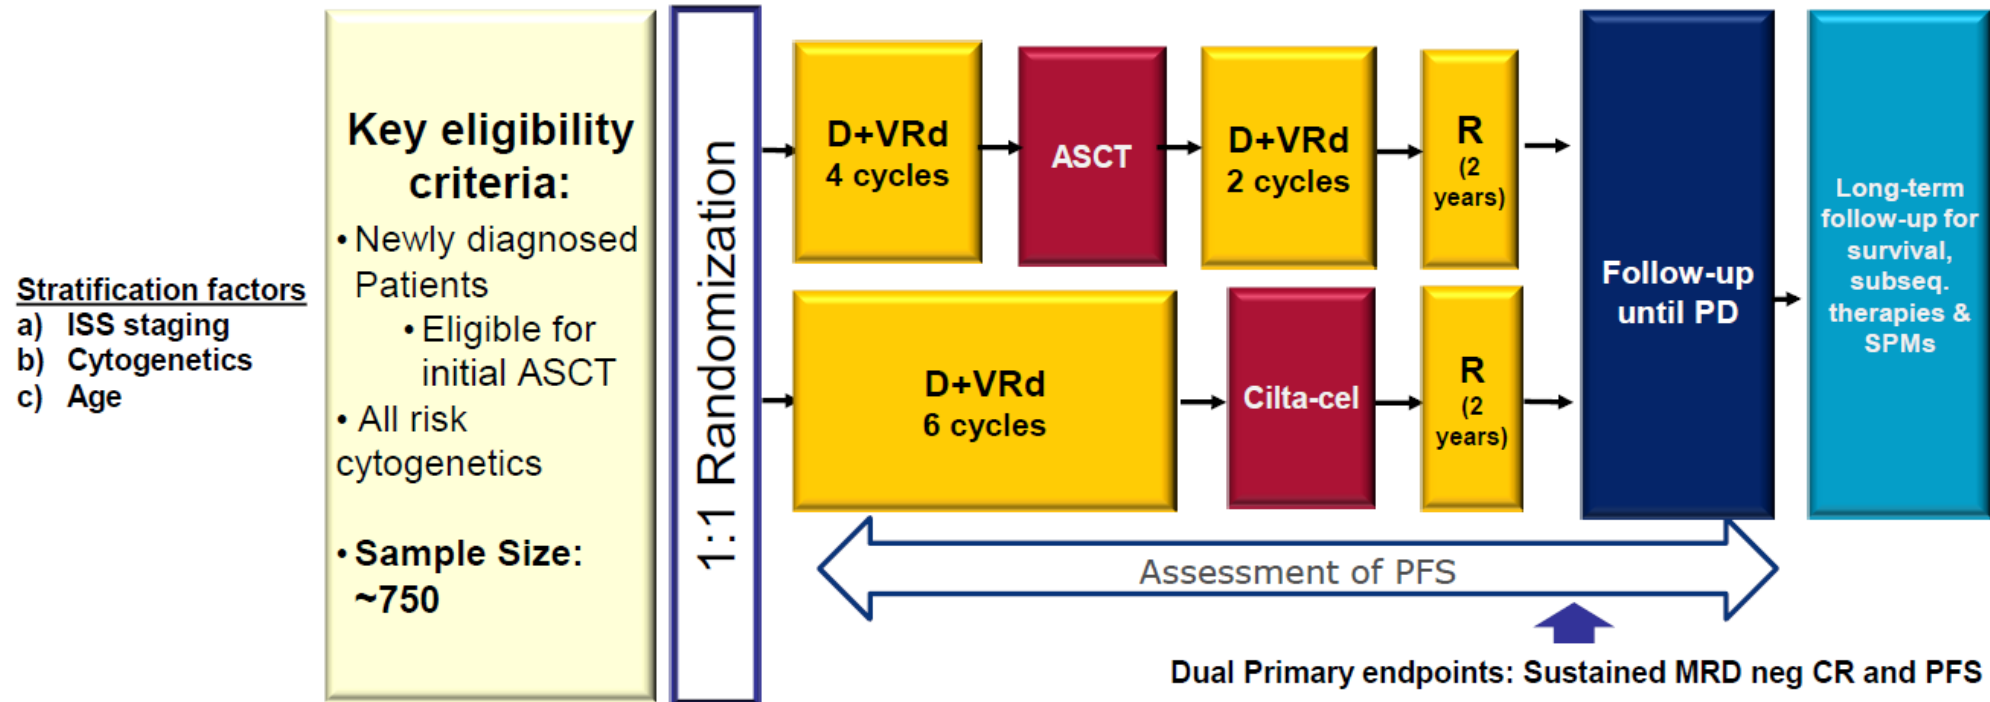 Stratification factors
a) ISS staging
b) Cytogenetics
c) Age
Key eligibility
criteria:
• Newly diagnosed
Patients
• Eligible for
initial ASCT
• All risk
cytogenetics
• Sample Size:
~750
1:1 Randomization
D+VRd
4 cycles
ASCT
D+VRd
2 cycles
R
(2
years)
D+VRd
6 cycles
Cilta-cel
R
(2
years)
Follow-up
until PD
Long-term
follow-up for
survival,
subseq.
therapies &
SPMs
Assessment of PFS
Dual Primary endpoints: Sustained MRD neg CR and PFS